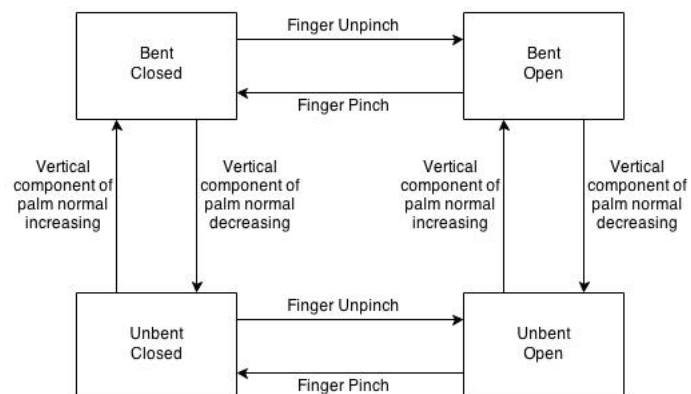 Finger Unpinch
Bent
Closed
Bent
Open
Finger Pinch
Vertical
component of
palm normal
increasing
Vertical
component of
palm normal
decreasing
Vertical
component of
palm normal
increasing
Vertical
component of
palm normal
decreasing
Finger Unpinch
Unbent
Closed
Unbent
Open
Finger Pinch